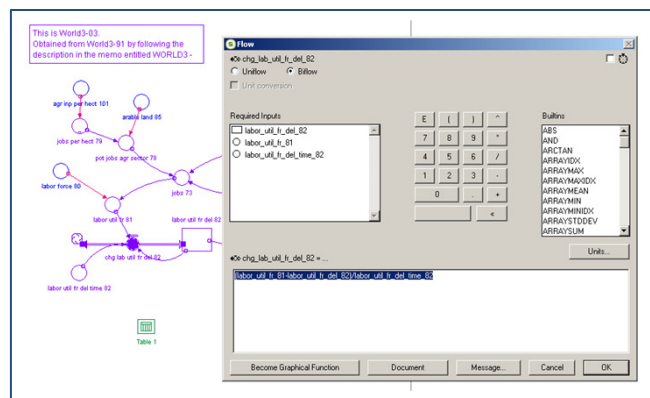 This is World3-03.
Obtained from World3-91 by following the
description in the memo entitled WORLD3 -
agr inp per hect 101
arable land 85
jobs per hect 79
pot jobs agr sector 78
labor force 80
jobs 73
labor util fr 81
labor util fr del 82
chg lab util fr del 82
labor util fr del time 82
Table 1
Flow
chg_lab_util_fr_del_82
Uniflow
Biflow
Unit conversion
Required Inputs
labor_util_fr_del_82
labor_util_fr_81
labor_util_fr_del_time_82
E ( ) ^
7 8 9 *
4 5 6 /
1 2 3 -
0 . +
«
Builtins
ABS
AND
ARCTAN
ARRAYIDX
ARRAYMAX
ARRAYMAXIDX
ARRAYMEAN
ARRAYMIN
ARRAYMINIDX
ARRAYSTDDEV
ARRAYSUM
Units...
chg_lab_util_fr_del_82 = ...
(labor_util_fr_81-labor_util_fr_del_82)/labor_util_fr_del_time_82
Become Graphical Function
Document
Message...
Cancel
OK